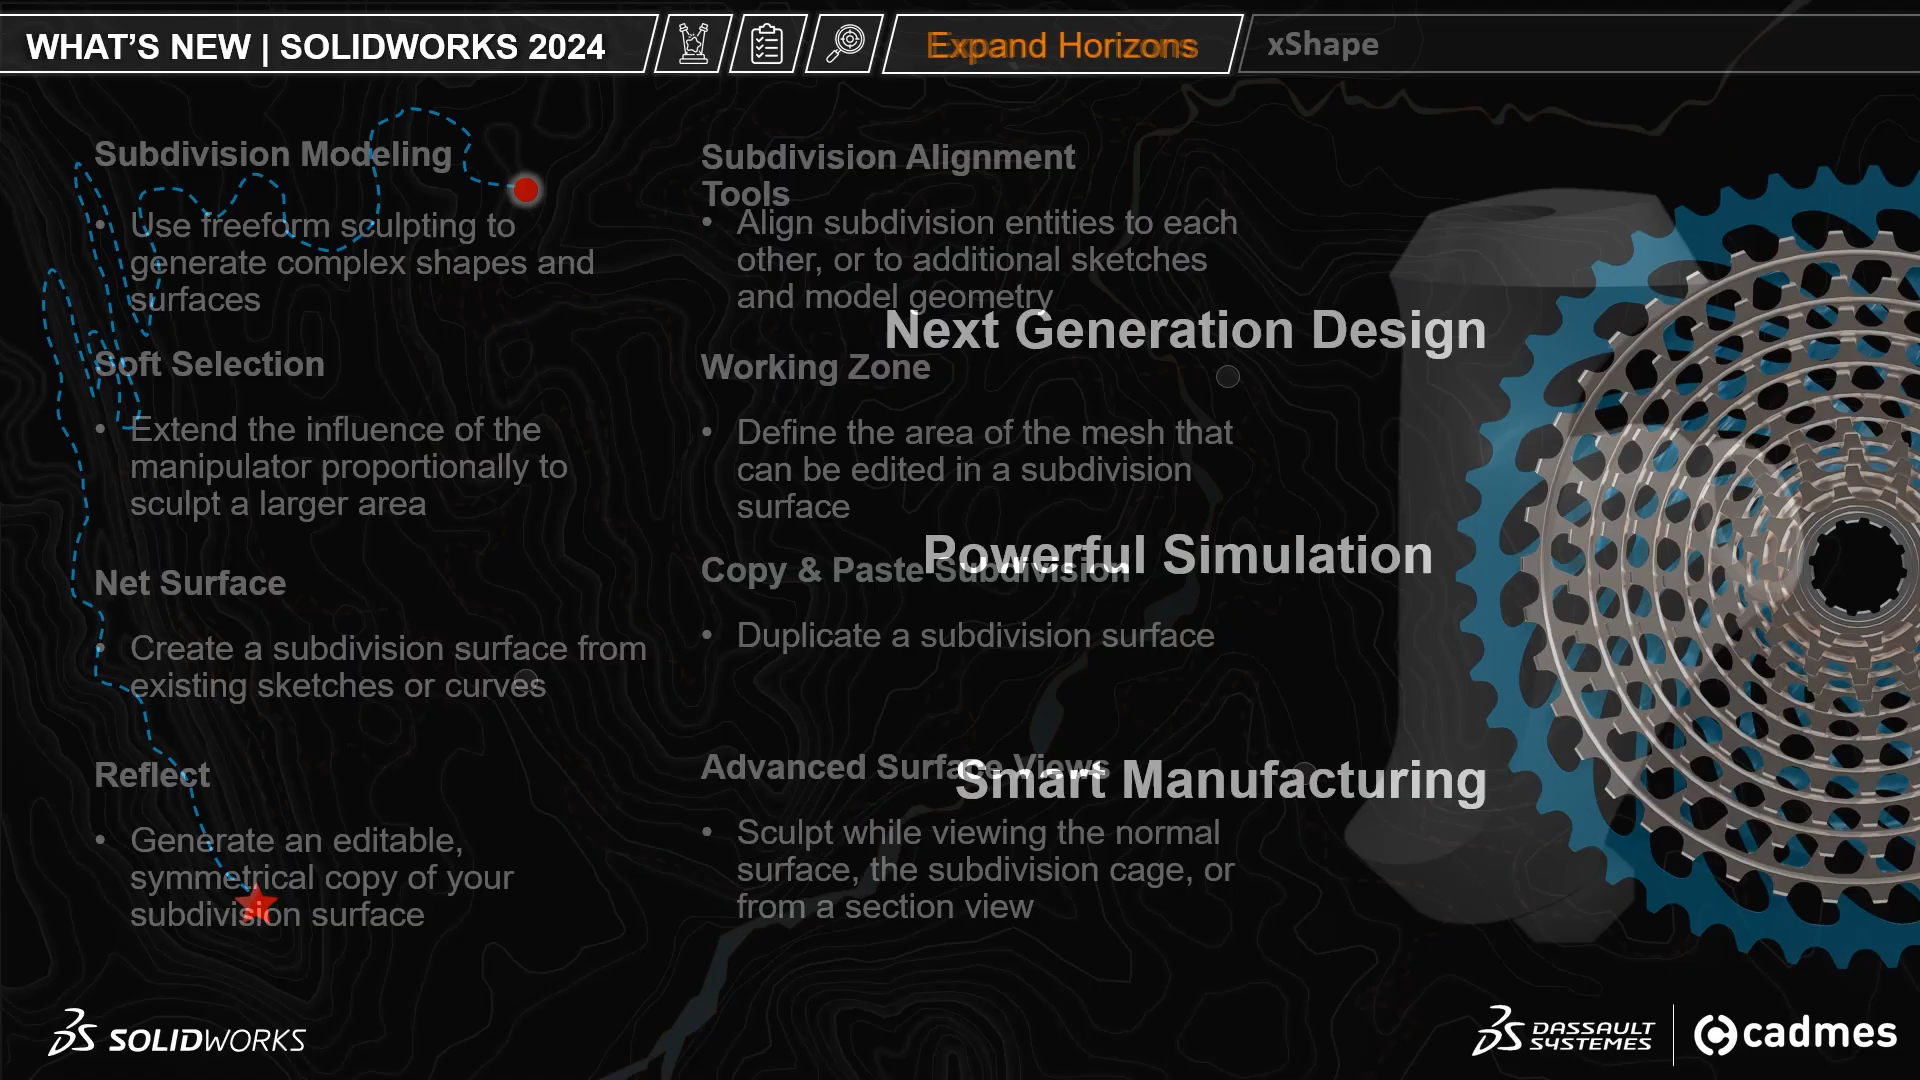 WHAT'S NEW | SOLIDWORKS 2024
Expand Horizons
xShape
Subdivision Modeling
• Use freeform sculpting to
generate complex shapes and
surfaces
Soft Selection
• Extend the influence of the
manipulator proportionally to
sculpt a larger area
Net Surface
• Create a subdivision surface from
existing sketches or curves
Reflect
• Generate an editable,
symmetrical copy of your
subdivision surface
Subdivision Alignment
Tools
• Align subdivision entities to each
other, or to additional sketches
and model geometry
Working Zone
• Define the area of the mesh that
can be edited in a subdivision
surface
Copy & Paste Subdivision
• Duplicate a subdivision surface
Advanced Surface Views
• Sculpt while viewing the normal
surface, the subdivision cage, or
from a section view
Next Generation Design
Powerful Simulation
Smart Manufacturing
SOLIDWORKS
DASSAULT
SYSTEMES
cadmes